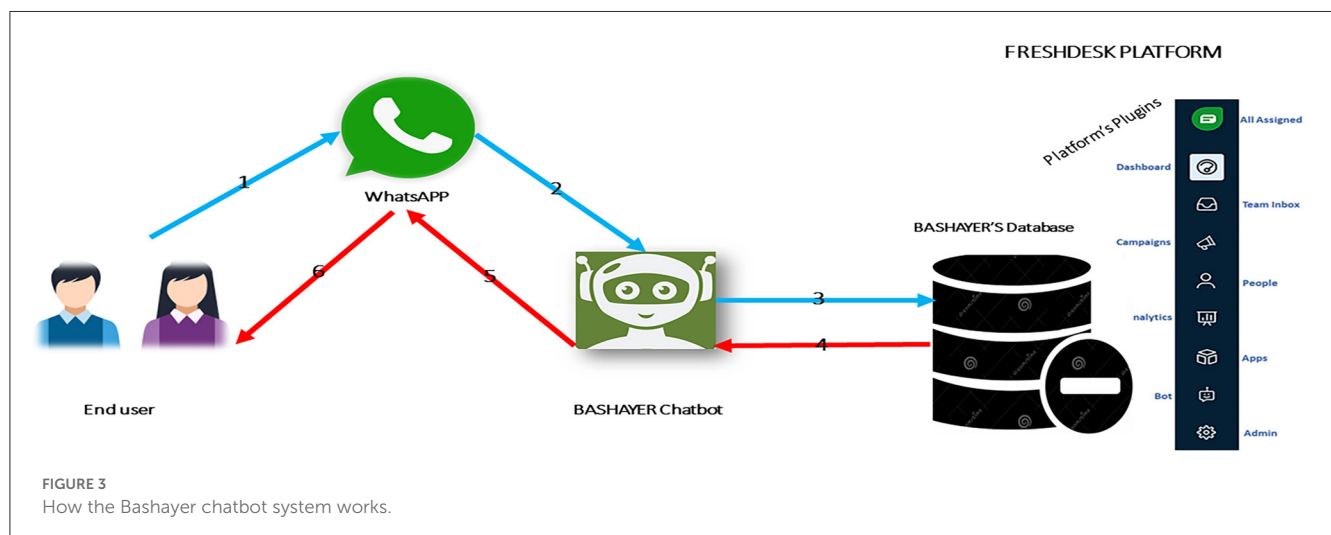 FRESHDESK PLATFORM
Platform's Plugins
All Assigned
Dashboard
Team Inbox
Campaigns
People
nalytics
Apps
Bot
Admin
1
2
WhatsAPP
BASHAYER'S Database
6
5
3
4
End user
BASHAYER Chatbot
FIGURE 3
How the Bashayer chatbot system works.